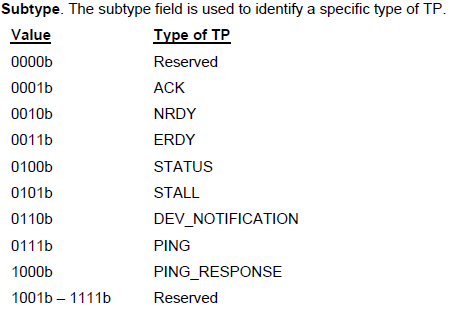 Subtype. The subtype field is used to identify a specific type of TP.
Value Type of TP
0000b Reserved
0001b ACK
0010b NRDY
0011b ERDY
0100b STATUS
0101b STALL
0110b DEV_NOTIFICATION
0111b PING
1000b PING_RESPONSE
1001b – 1111b Reserved